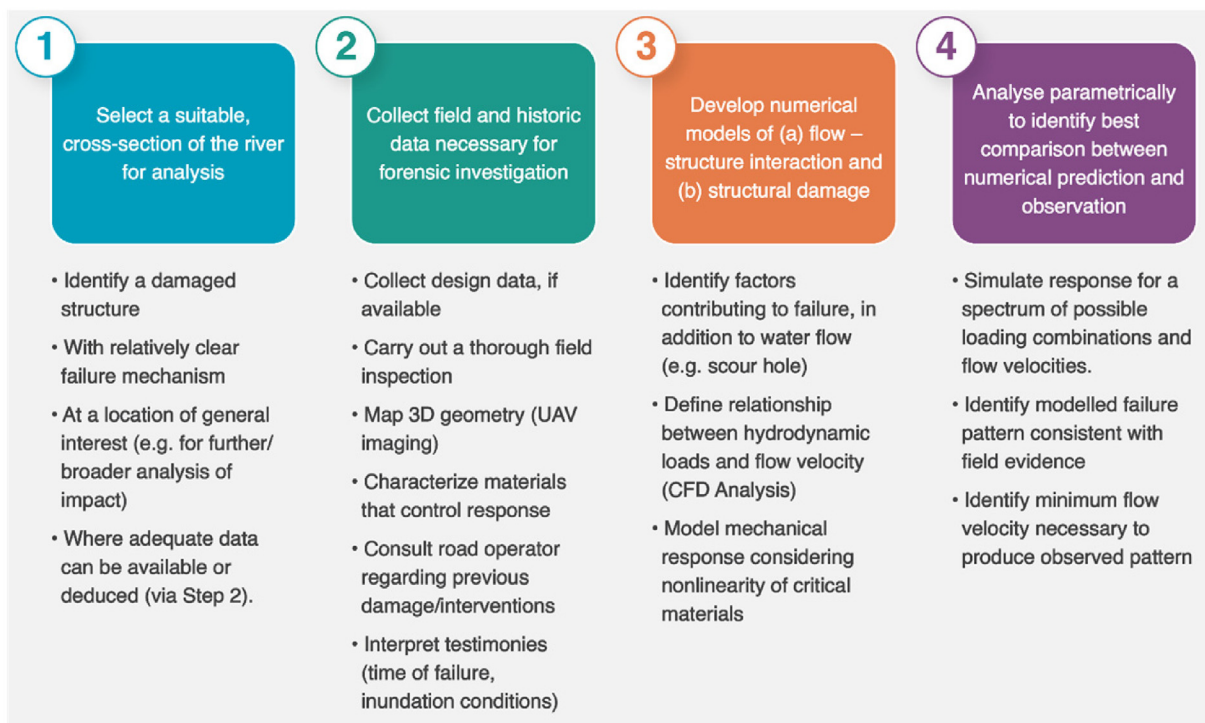 1
Select a suitable,
cross-section of the river
for analysis
• Identify a damaged
structure
• With relatively clear
failure mechanism
• At a location of general
interest (e.g. for further/
broader analysis of
impact)
• Where adequate data
can be available or
deduced (via Step 2).
2
Collect field and historic
data necessary for
forensic investigation
• Collect design data, if
available
• Carry out a thorough field
inspection
• Map 3D geometry (UAV
imaging)
• Characterize materials
that control response
• Consult road operator
regarding previous
damage/interventions
• Interpret testimonies
(time of failure,
inundation conditions)
3
Develop numerical
models of (a) flow –
structure interaction and
(b) structural damage
• Identify factors
contributing to failure, in
addition to water flow
(e.g. scour hole)
• Define relationship
between hydrodynamic
loads and flow velocity
(CFD Analysis)
• Model mechanical
response considering
nonlinearity of critical
materials
4
Analyse parametrically
to identify best
comparison between
numerical prediction and
observation
• Simulate response for a
spectrum of possible
loading combinations and
flow velocities.
• Identify modelled failure
pattern consistent with
field evidence
• Identify minimum flow
velocity necessary to
produce observed pattern